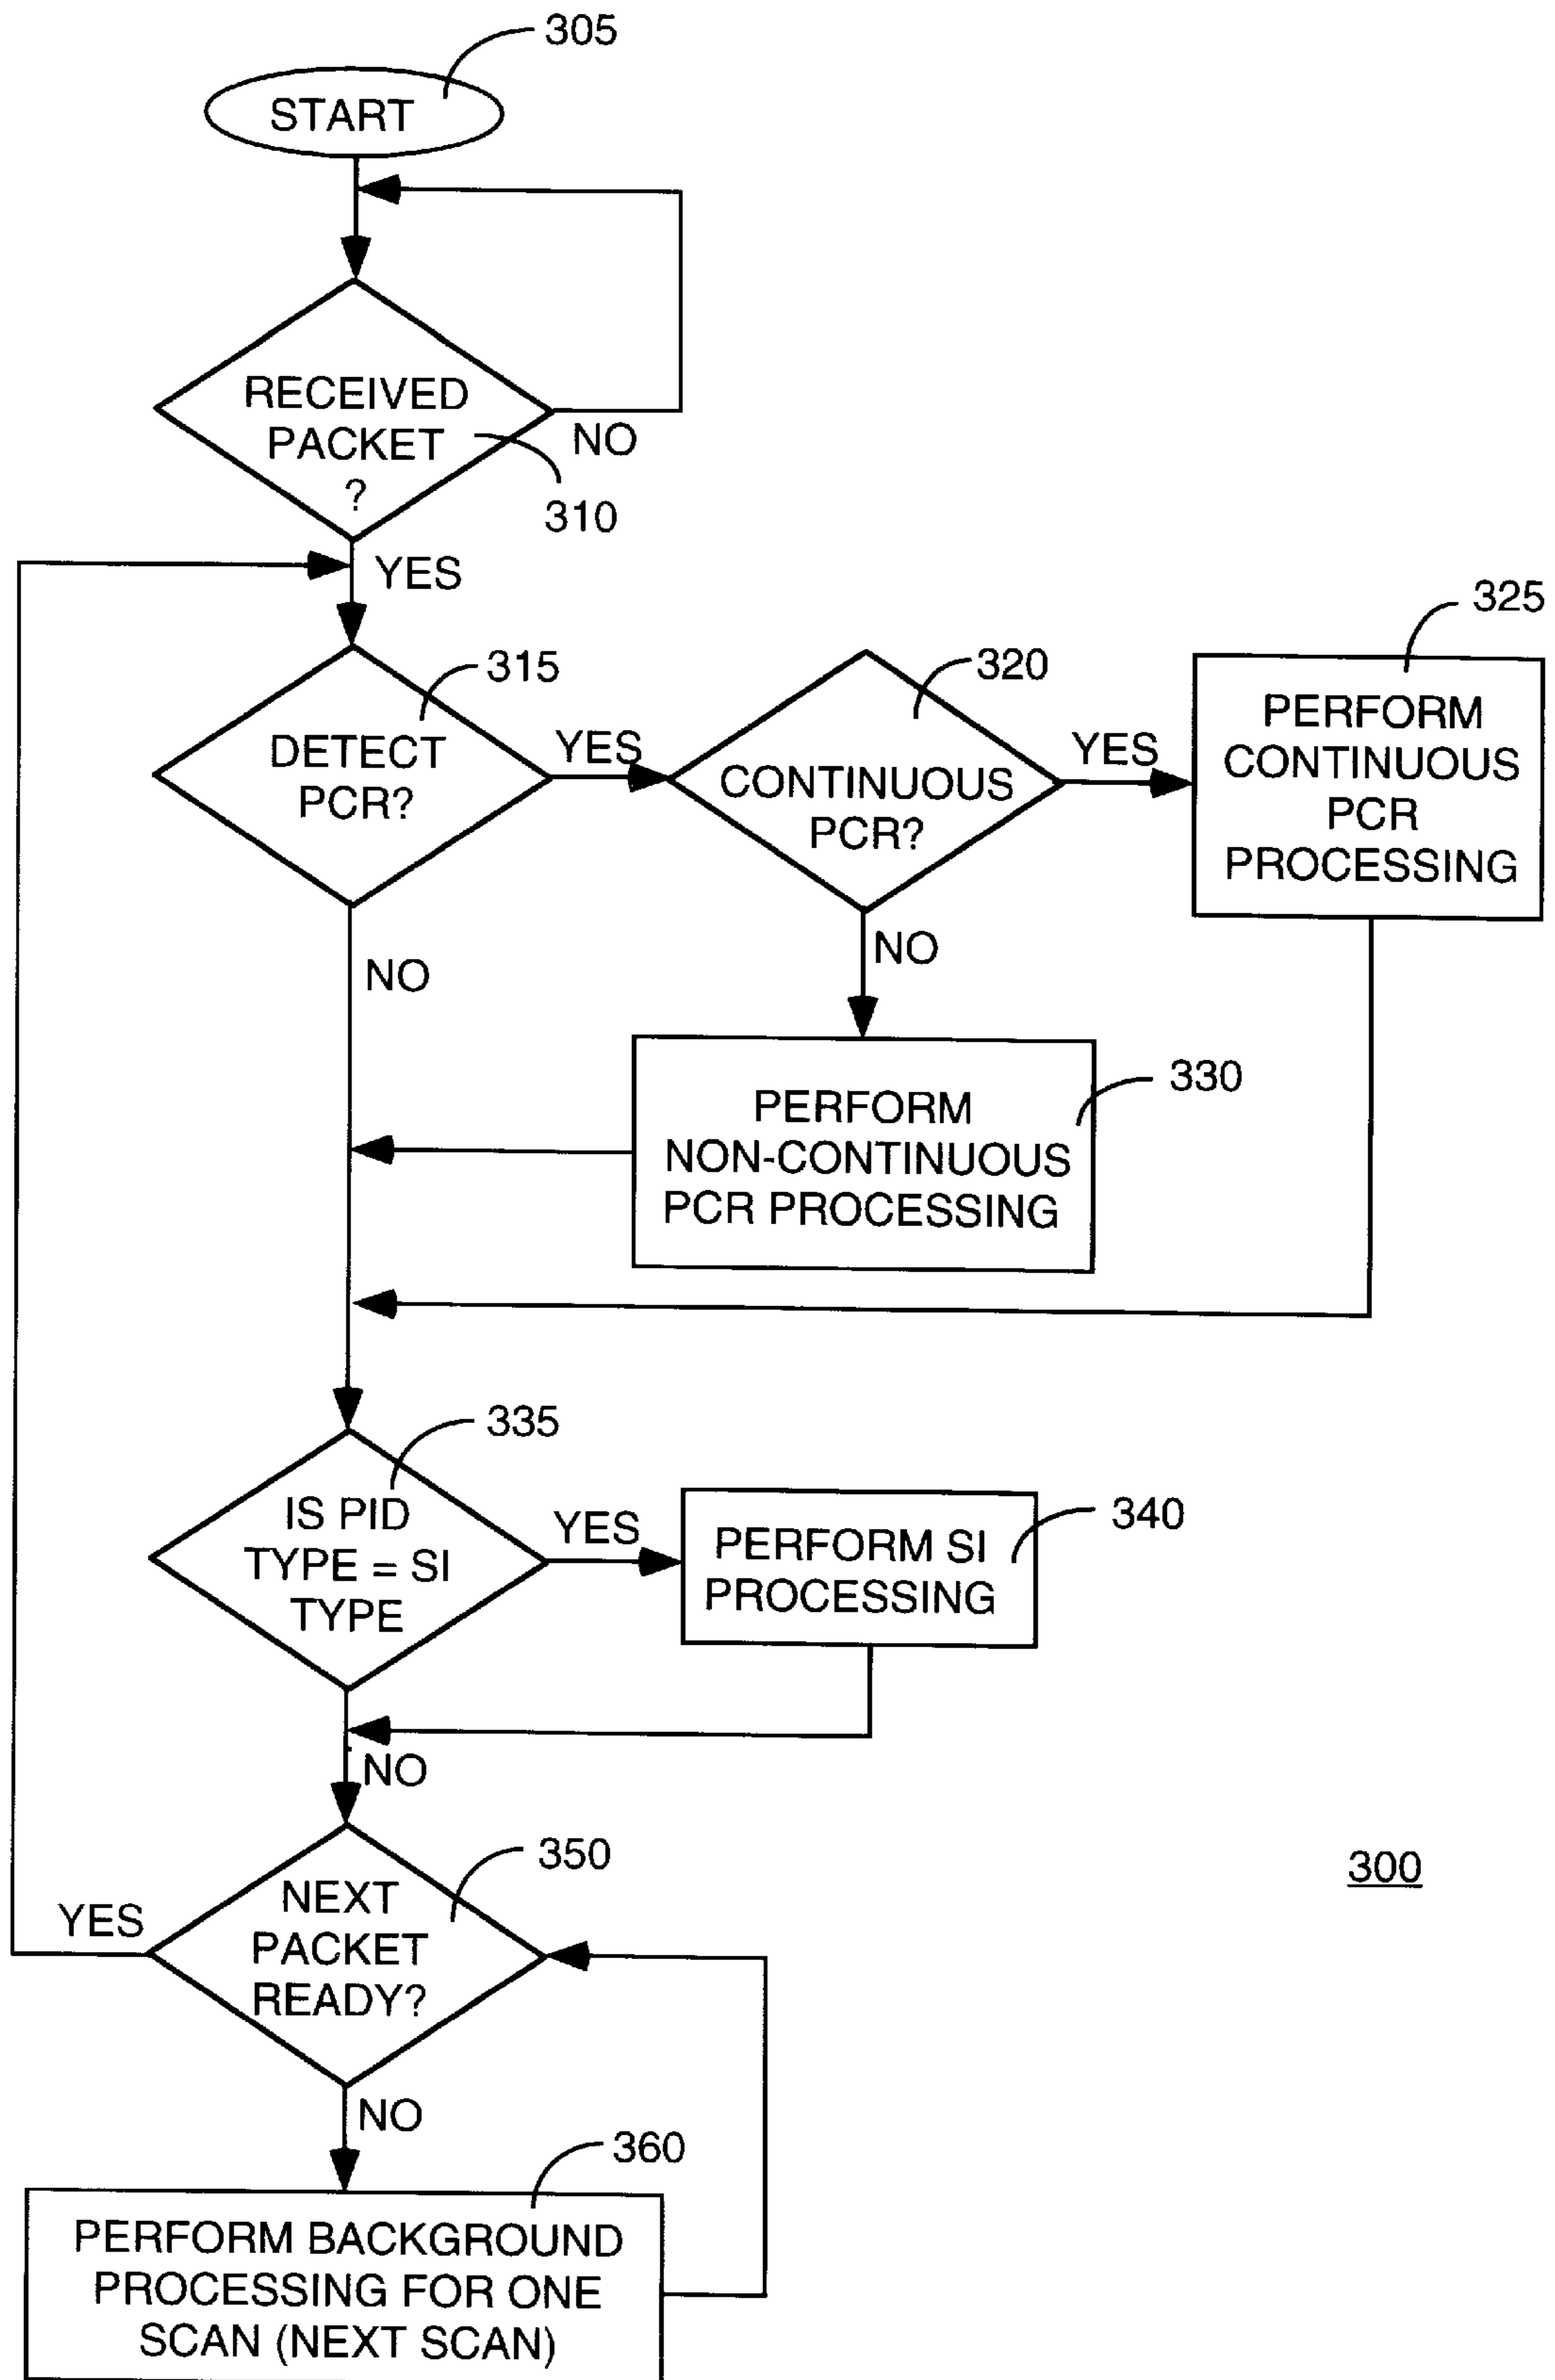 305
START
RECEIVED
PACKET
?
NO
310
YES
325
315
320
DETECT
PCR?
YES
CONTINUOUS
PCR?
YES
PERFORM
CONTINUOUS
PCR
PROCESSING
NO
NO
330
PERFORM
NON-CONTINUOUS
PCR PROCESSING
335
IS PID
TYPE = SI
TYPE
YES
PERFORM SI
PROCESSING
340
NO
350
300
NEXT
PACKET
READY?
YES
NO
360
PERFORM BACKGROUND
PROCESSING FOR ONE
SCAN (NEXT SCAN)